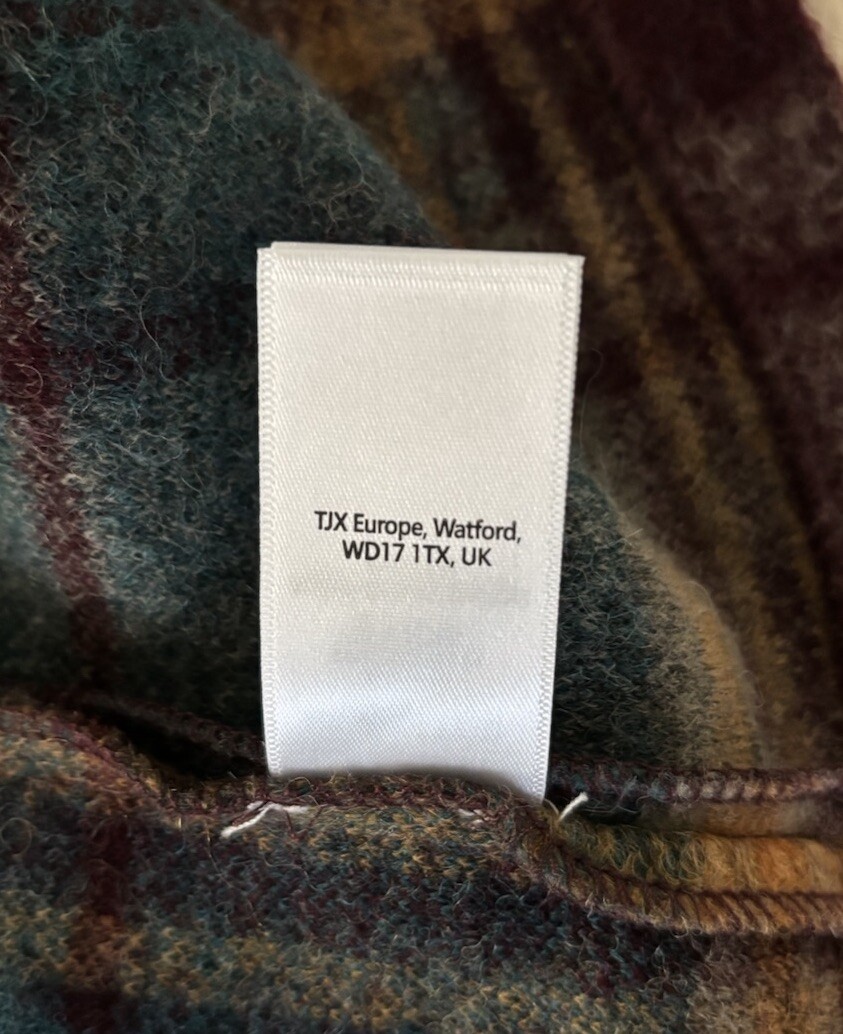 TJX Europe, Watford,
WD17 1TX, UK